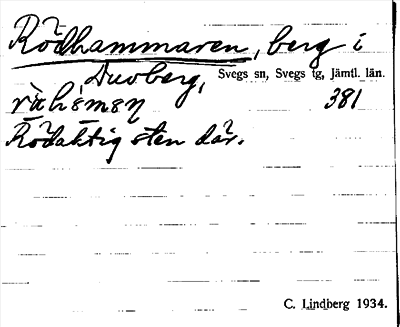 Rödhammaren, berg i
Duvberg, Svegs sn, Svegs tg, Jämtl. län.
381
Rödaktig sten där.
C. Lindberg 1934.